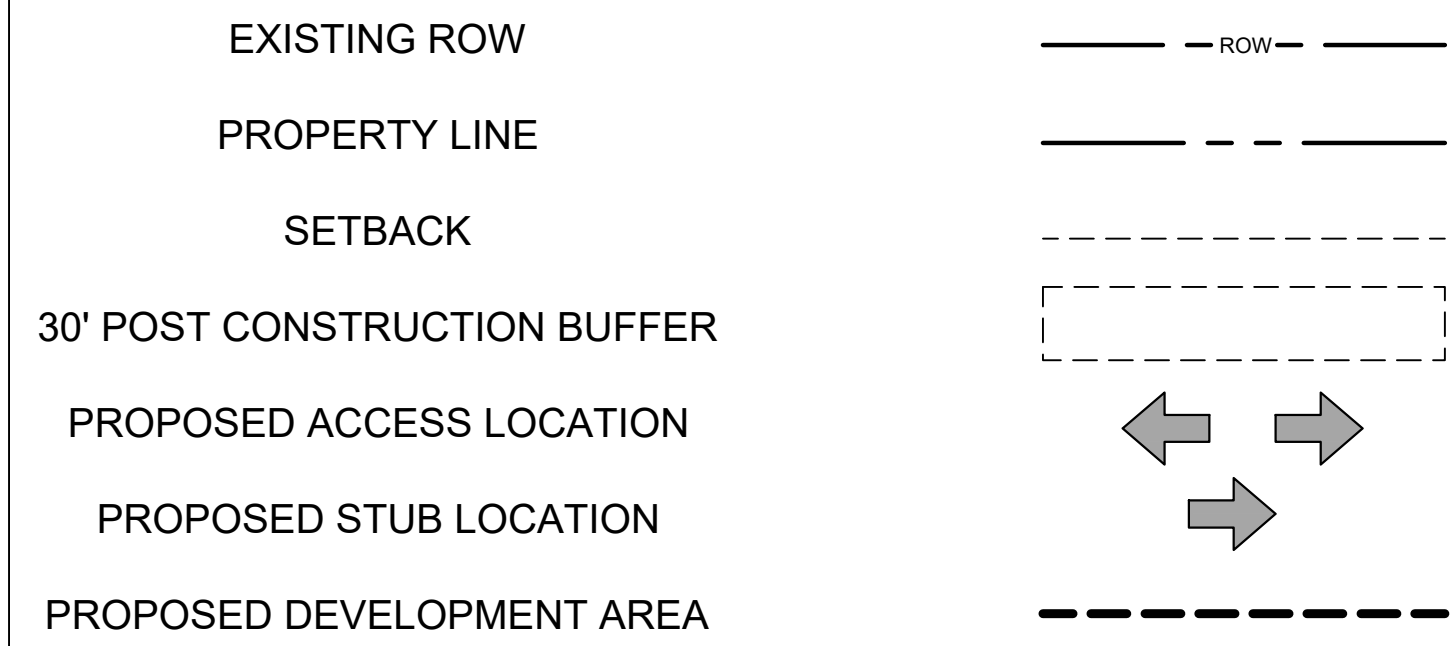 EXISTING ROW
ROW
PROPERTY LINE
SETBACK
30' POST CONSTRUCTION BUFFER
PROPOSED ACCESS LOCATION
PROPOSED STUB LOCATION
PROPOSED DEVELOPMENT AREA